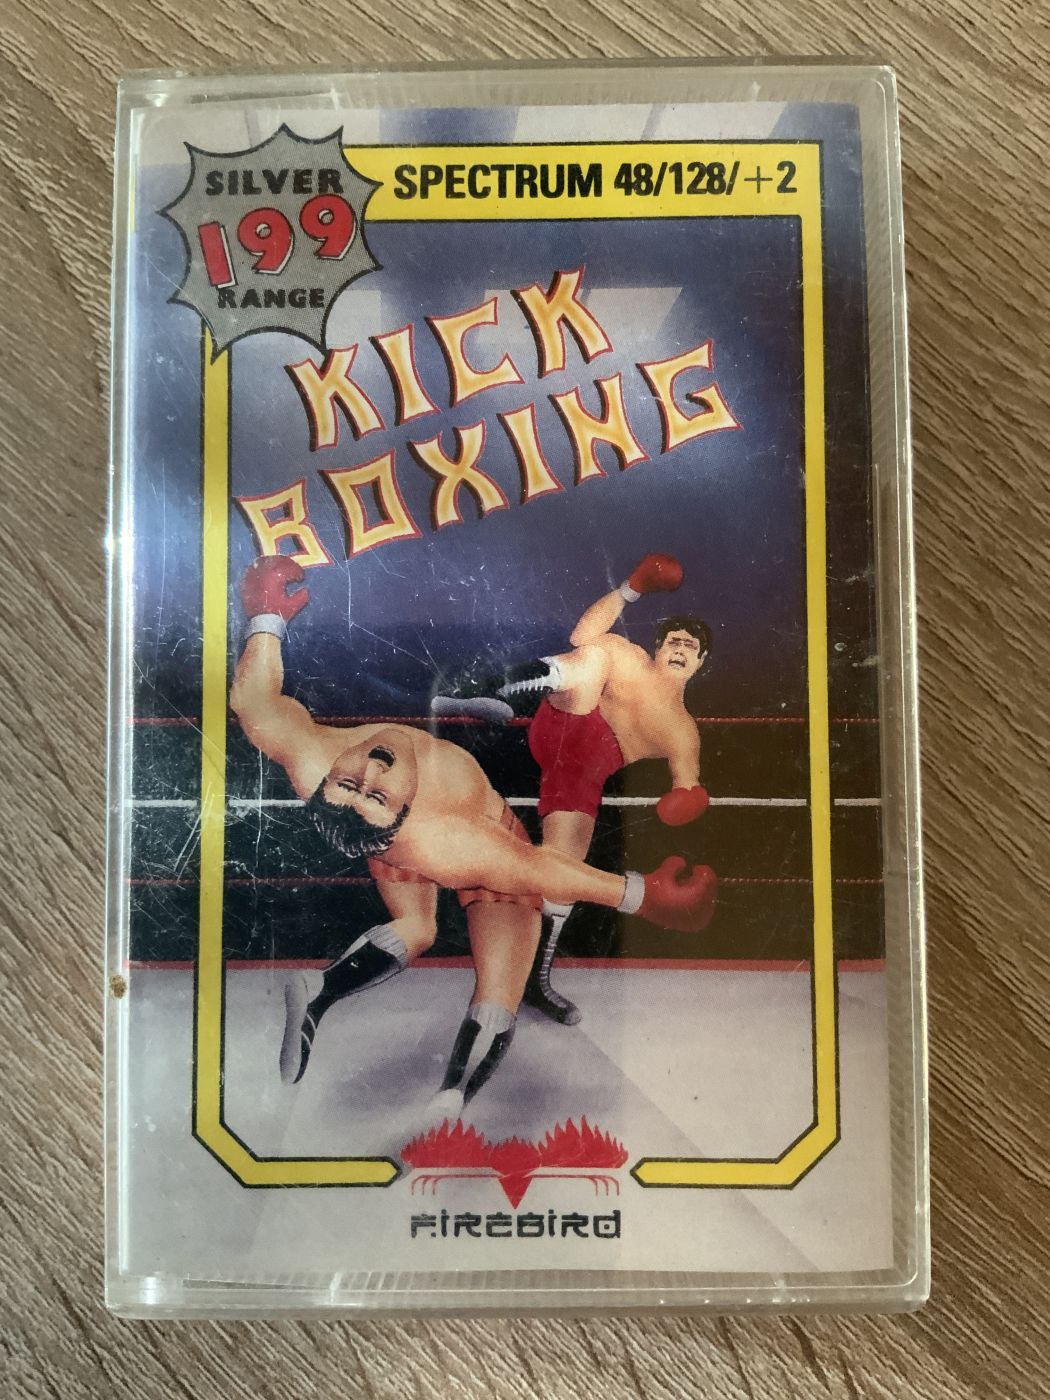 SILVER
199
RANGE
SPECTRUM 48/128/+2
KICK
BOXING
FIREBIRD